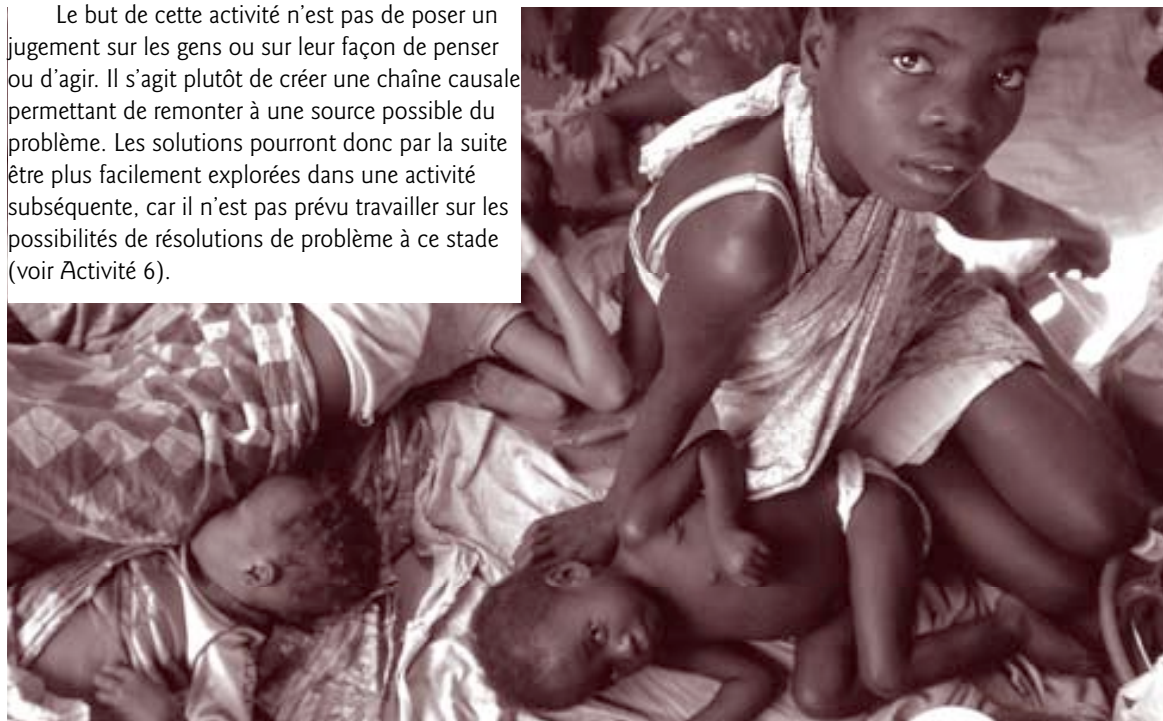 Le but de cette activité n’est pas de poser un
jugement sur les gens ou sur leur façon de penser
ou d’agir. Il s’agit plutôt de créer une chaîne causale
permettant de remonter à une source possible du
problème. Les solutions pourront donc par la suite
être plus facilement explorées dans une activité
subséquente, car il n’est pas prévu travailler sur les
possibilités de résolutions de problème à ce stade
(voir Activité 6).